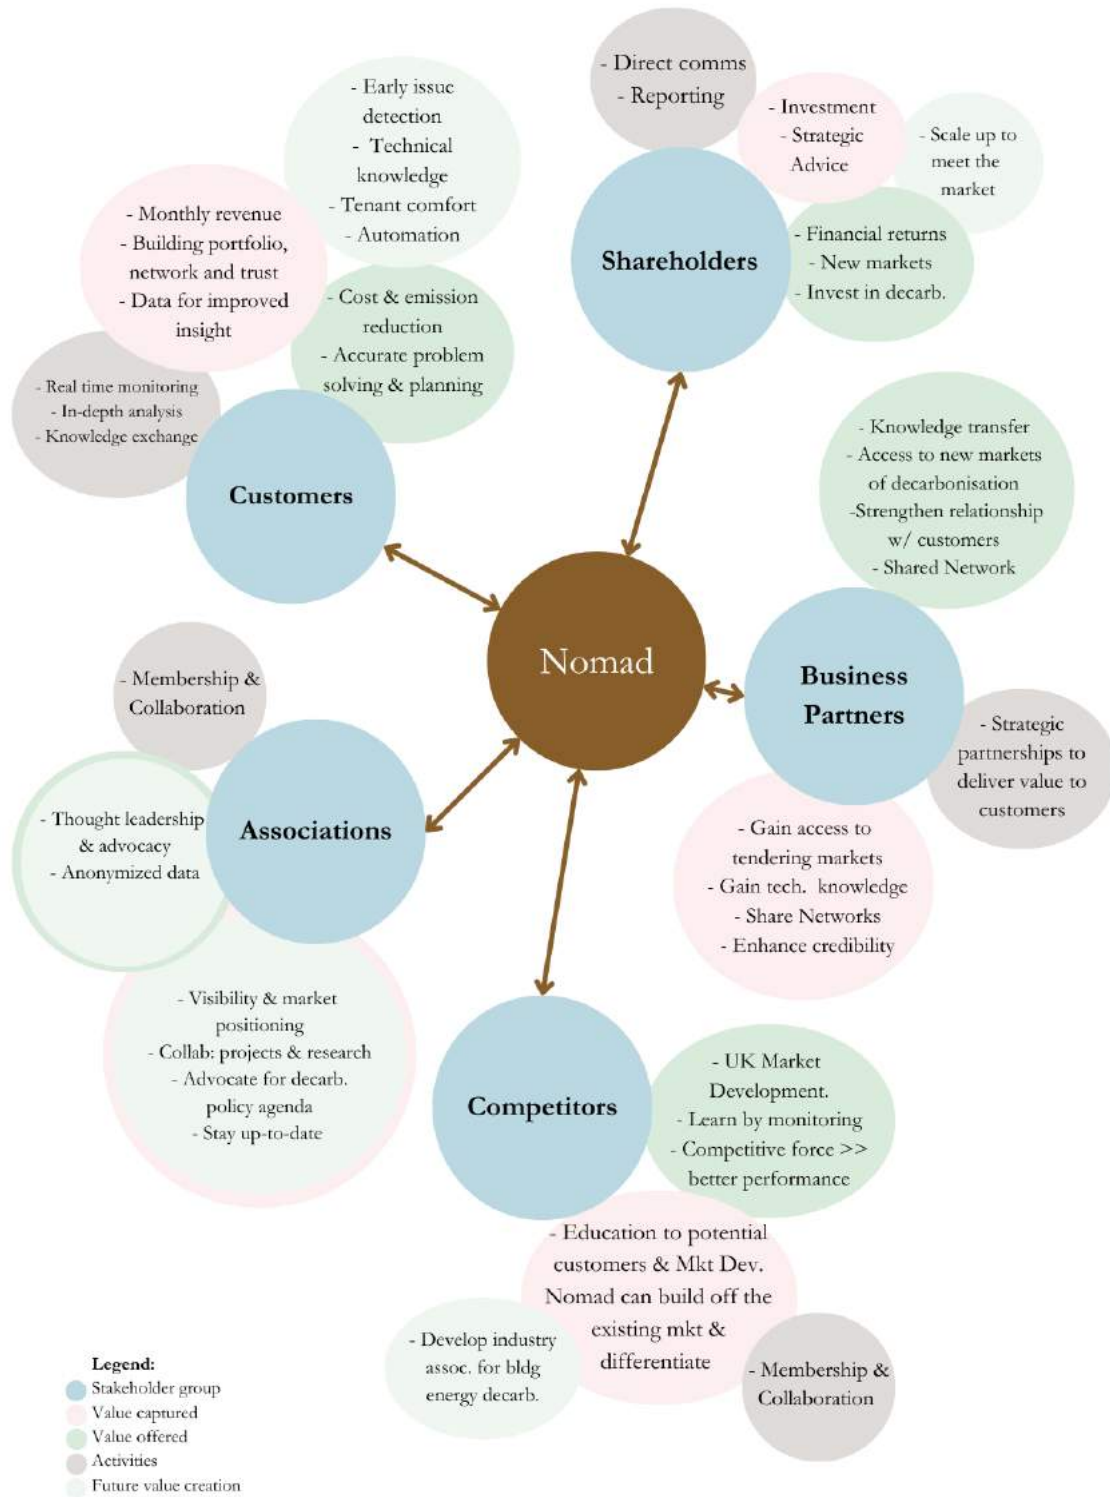 - Direct comms
- Reporting
- Investment
- Strategic
Advice
- Scale up to
meet the
market
Shareholders
- Financial returns
- New markets
- Invest in decarb.
- Early issue
detection
- Technical
knowledge
- Tenant comfort
- Automation
- Monthly revenue
- Building portfolio,
network and trust
- Data for improved
insight
- Cost & emission
reduction
- Accurate problem
solving & planning
- Real time monitoring
- In-depth analysis
- Knowledge exchange
Customers
- Knowledge transfer
- Access to new markets
of decarbonisation
-Strengthen relationship
w/ customers
- Shared Network
Nomad
Business
Partners
- Strategic
partnerships to
deliver value to
customers
- Gain access to
tendering markets
- Gain tech. knowledge
- Share Networks
- Enhance credibility
- Membership &
Collaboration
Associations
- Thought leadership
& advocacy
- Anonymized data
- Visibility & market
positioning
- Collab: projects & research
- Advocate for decarb.
policy agenda
- Stay up-to-date
Competitors
- UK Market
Development.
- Learn by monitoring
- Competitive force >>
better performance
- Education to potential
customers & Mkt Dev.
Nomad can build off the
existing mkt &
differentiate
- Develop industry
assoc. for bldg
energy decarb.
- Membership &
Collaboration
Legend:
Stakeholder group
Value captured
Value offered
Activities
Future value creation